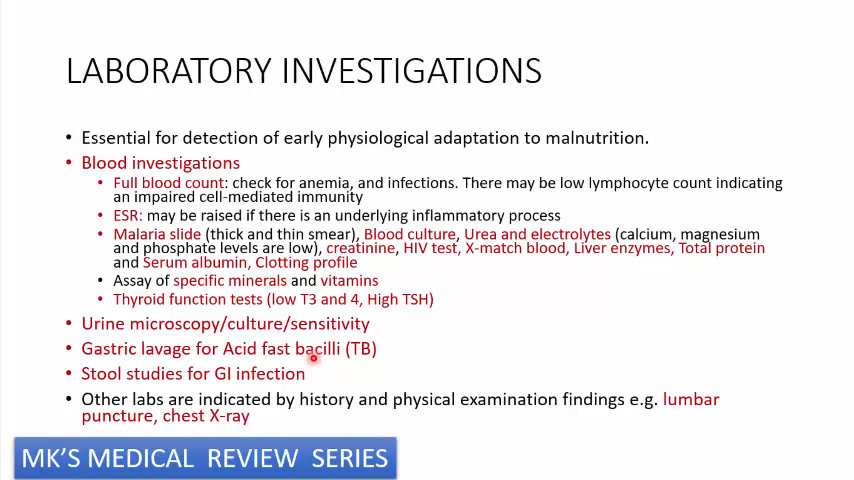 LABORATORY INVESTIGATIONS
• Essential for detection of early physiological adaptation to malnutrition.
• Blood investigations
• Full blood count: check for anemia, and infections. There may be low lymphocyte count indicating
an impaired cell-mediated immunity
• ESR: may be raised if there is an underlying inflammatory process
• Malaria slide (thick and thin smear), Blood culture, Urea and electrolytes (calcium, magnesium
and phosphate levels are low), creatinine, HIV test, X-match blood, Liver enzymes, Total protein
and Serum albumin, Clotting profile
• Assay of specific minerals and vitamins
• Thyroid function tests (low T3 and 4, High TSH)
• Urine microscopy/culture/sensitivity
• Gastric lavage for Acid fast bacilli (TB)
• Stool studies for GI infection
• Other labs are indicated by history and physical examination findings e.g. lumbar
puncture, chest X-ray
MK'S MEDICAL REVIEW SERIES